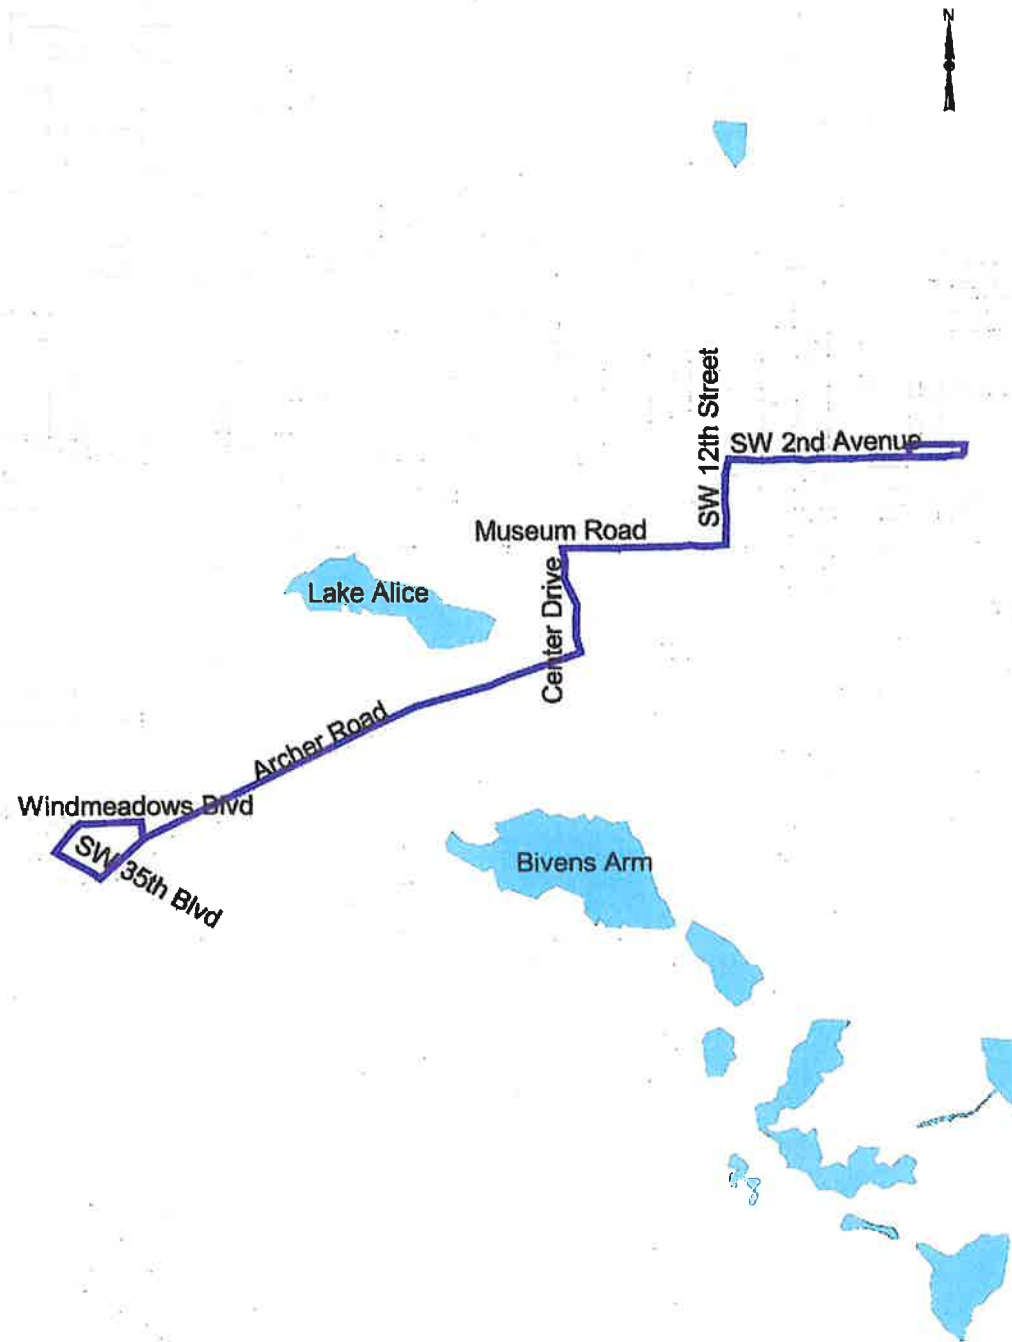 N
SW 12th Street
SW 2nd Avenue
Museum Road
Center Drive
Lake Alice
Archer Road
Windmeadows Blvd
SW 35th Blvd
Bivens Arm